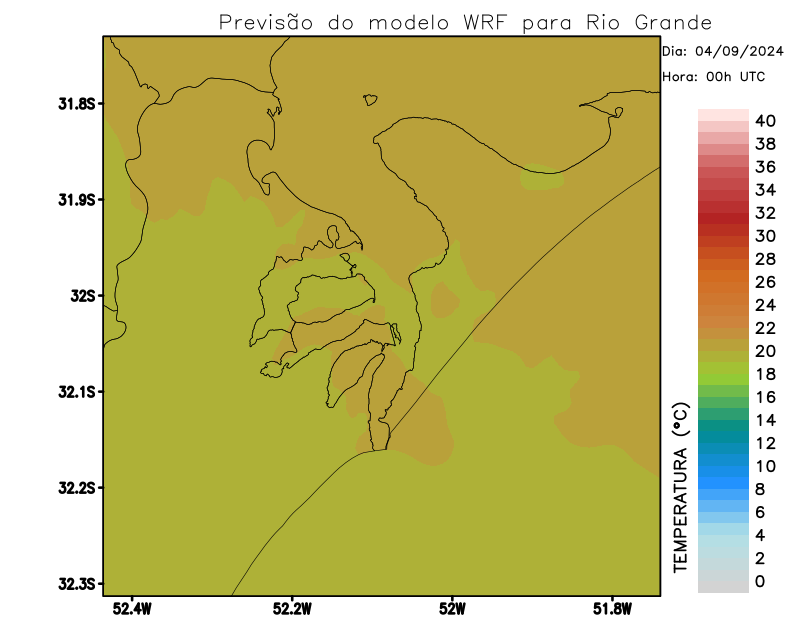 Previsão do modelo WRF para Rio Grande
Dia: 04/09/2024
Hora: 00h UTC
31.8S
31.9S
32S
32.1S
32.2S
32.3S
52.4W
52.2W
52W
51.8W
TEMPERATURA (°C)
40
38
36
34
32
30
28
26
24
22
20
18
16
14
12
10
8
6
4
2
0